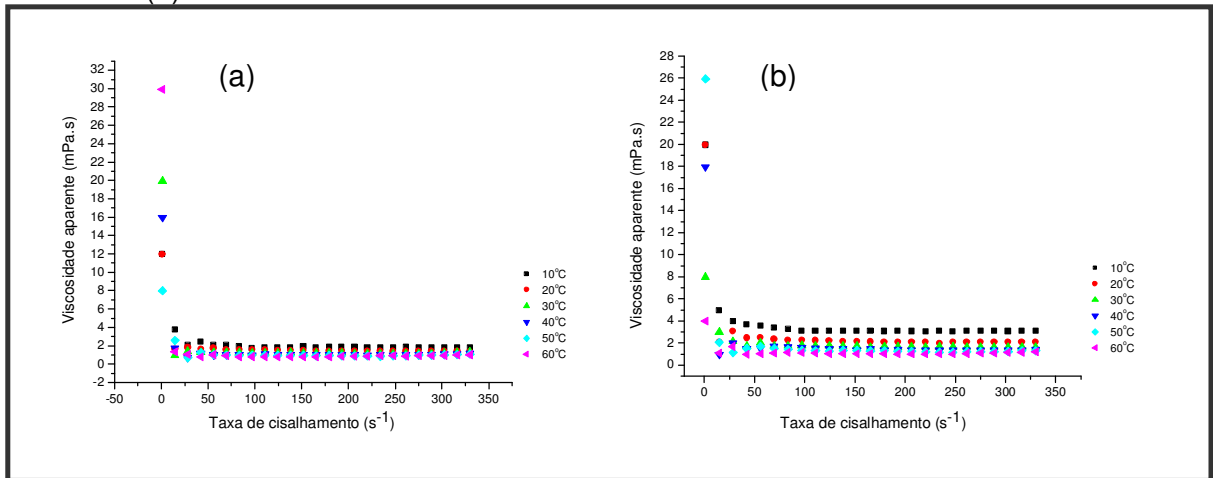 (a)
Viscosidade aparente (mPa.s)
32
30
28
26
24
22
20
18
16
14
12
10
8
6
4
2
0
-2
-50 0 50 100 150 200 250 300 350
Taxa de cisalhamento (s-1)
10°C
20°C
30°C
40°C
50°C
60°C
(b)
Viscosidade aparente (mPa.s)
28
26
24
22
20
18
16
14
12
10
8
6
4
2
0
0 50 100 150 200 250 300 350
Taxa de cisalhamento (s-1)
10°C
20°C
30°C
40°C
50°C
60°C